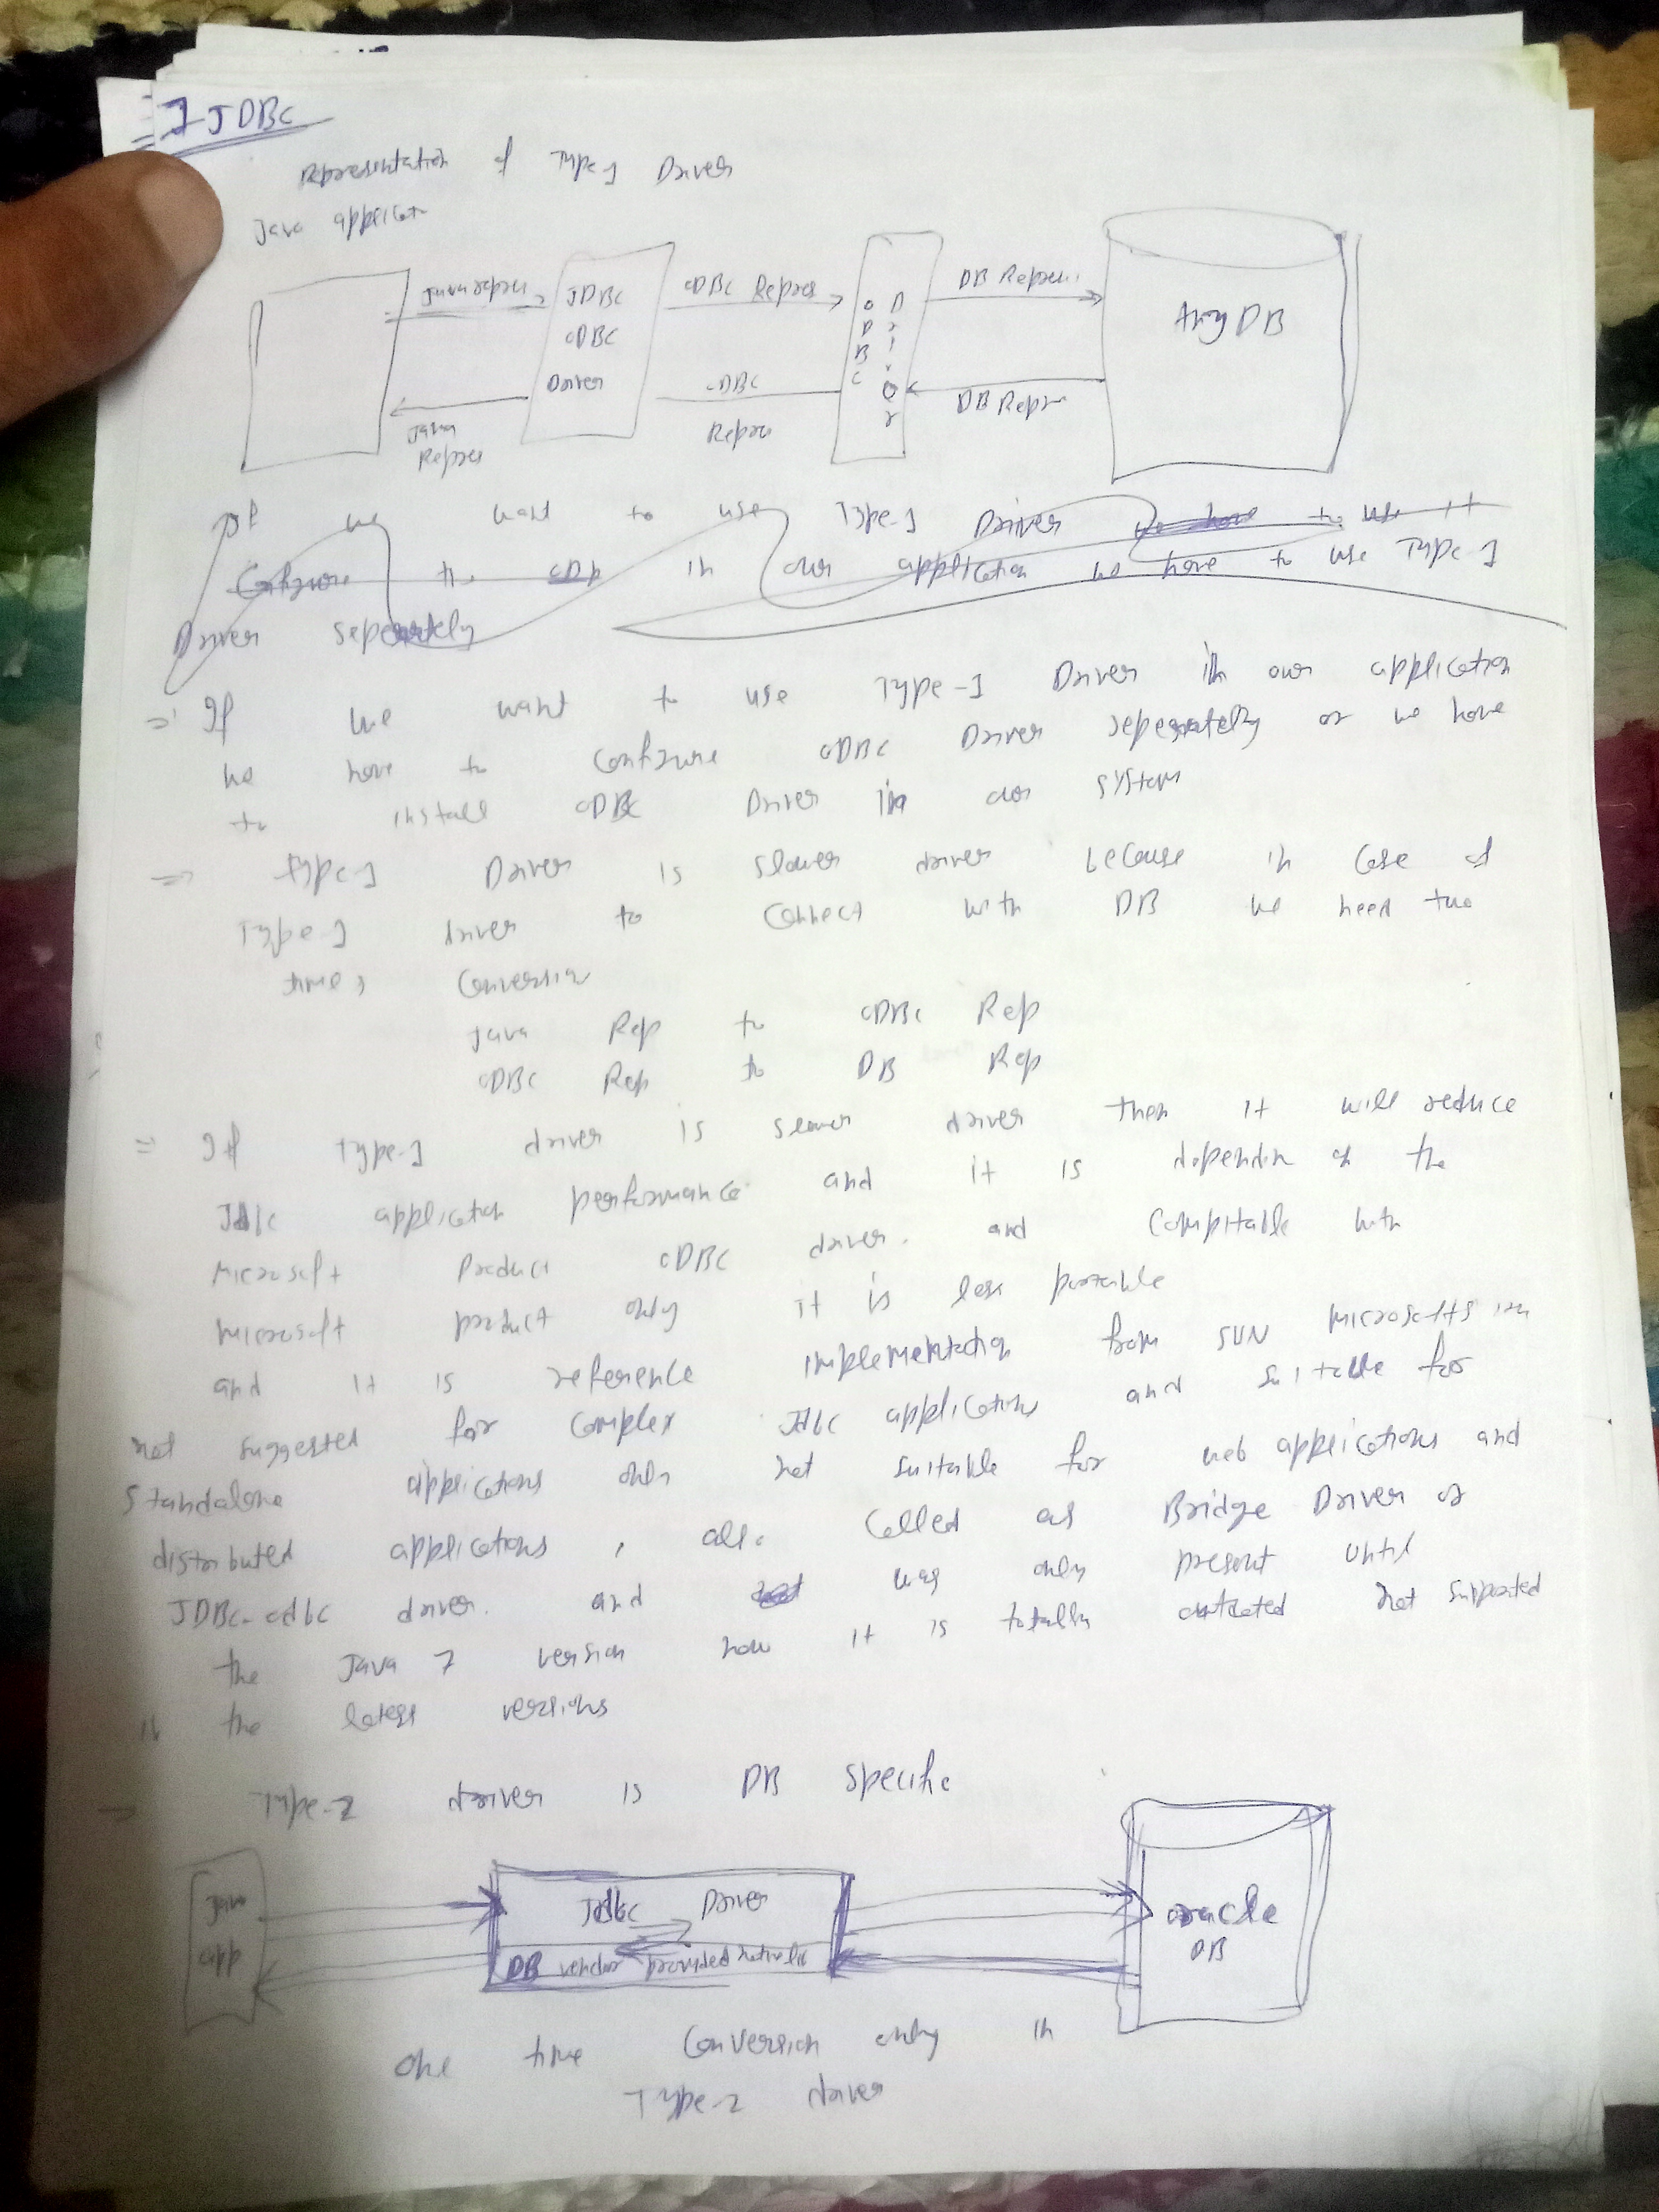 JDBC
Representation of Type-1 Driver
Java applicat
Java repres
JDBC
ODBC
Driver
ODBC Repres
ODBC
Driver
DB Repres.
Any DB
Java
Repres
ODBC
Repres
DB Repr
If we want to use Type-1 Driver we have to use it
Configure the ODB in our application we have to use Type-1
Driver seperately
=> If we want to use Type-1 Driver in our application
we have to Configure ODBC Driver seperately or we have
to install ODBC Driver in our system
=> type-1 Driver is slower driver because in case of
Type-1 driver to connect with DB we need two
times Conversion
Java Rep to ODBC Rep
ODBC Rep to DB Rep
= If type-1 driver is slower driver then it will reduce
Jdbc application performance and it is dependen on the
Microsoft Product ODBC driver. and compitable with
microsoft product only it is less portable
and it is reference implementation from SUN microsofts
not suggested for complex Jdbc applications and suitable for
Standalone applications only not suitable for web applications and
distributed applications, also called as Bridge Driver or
JDBC-odbc driver. and was only present until
the Java 7 version now it is totally outdated not supported
in the latest versions
=> Type-2 driver is DB specific
Java
app
Jdbc Driver
DB vendor provided native lib
oracle
DB
one time Conversion only in
Type-2 driver